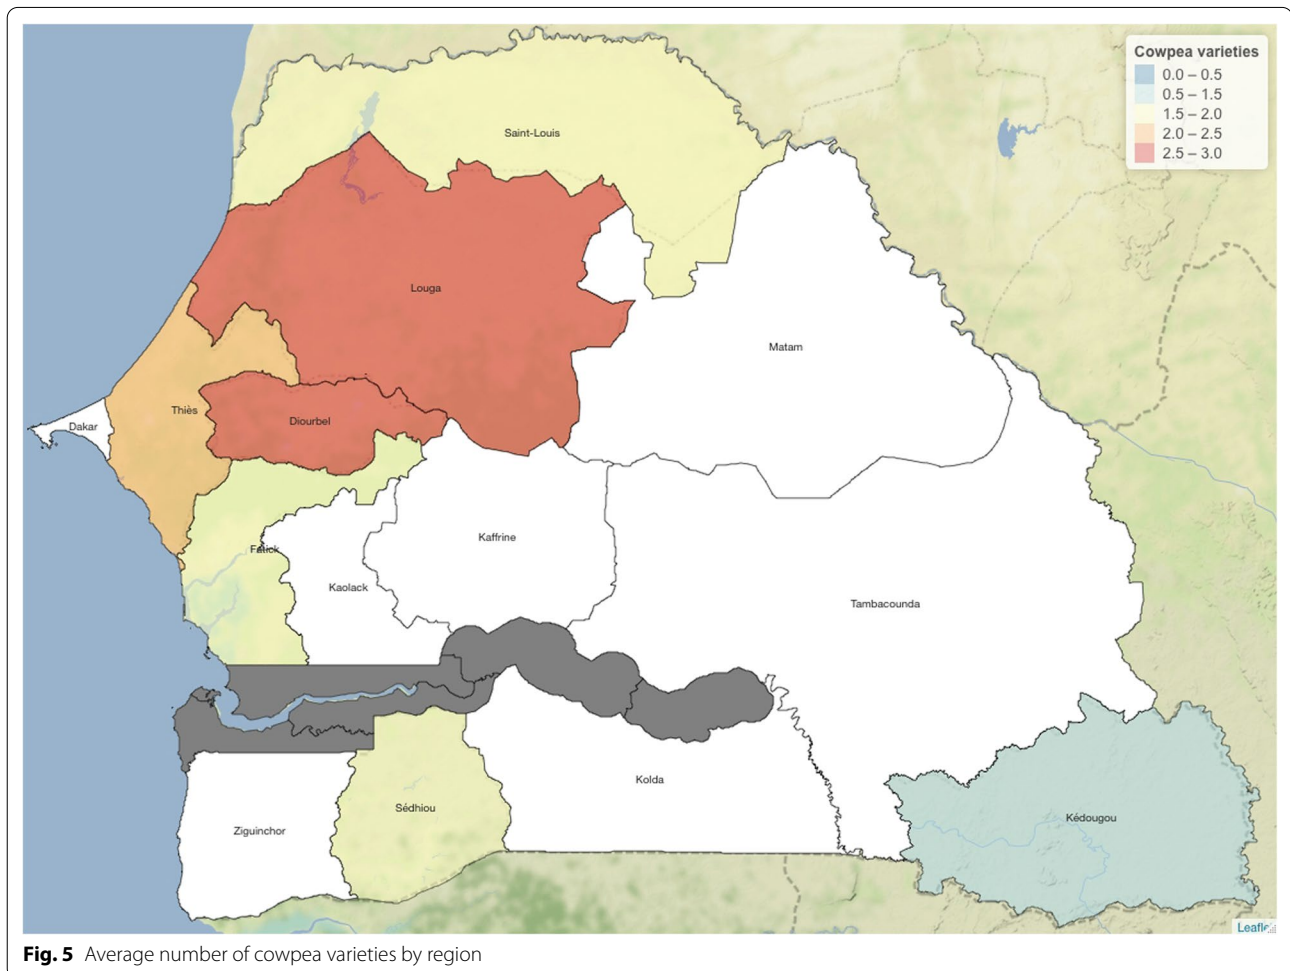 Cowpea varieties
0.0 – 0.5
0.5 – 1.5
1.5 – 2.0
2.0 – 2.5
2.5 – 3.0
Saint-Louis
Louga
Matam
Thiès
Dakar
Diourbel
Kaffrine
Fatick
Kaolack
Tambacounda
Kolda
Sédhiou
Kédougou
Ziguinchor
Fig. 5 Average number of cowpea varieties by region